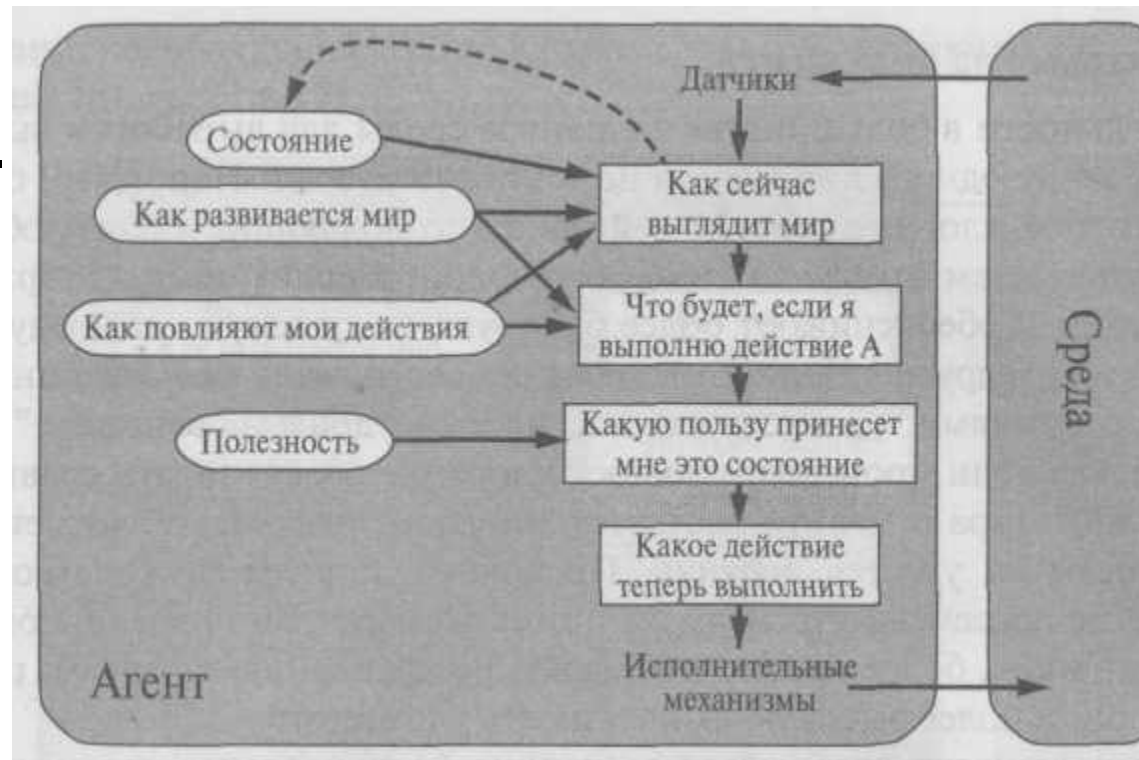 Датчики
Состояние
Как сейчас
выглядит мир
Как развивается мир
Что будет, если я
выполню действие А
Как повлияют мои действия
Какую пользу принесет
мне это состояние
Полезность
Какое действие
теперь выполнить
Исполнительные
механизмы
Агент
Среда